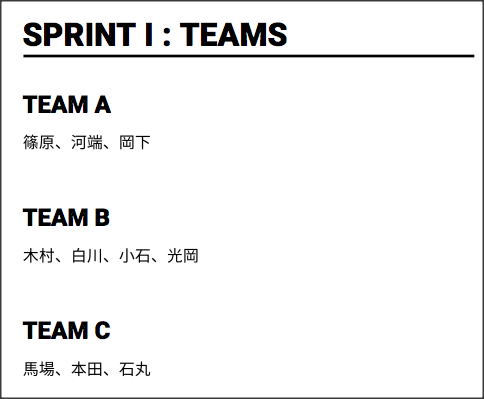 SPRINT I : TEAMS
TEAM A
篠原、河端、岡下
TEAM B
木村、白川、小石、光岡
TEAM C
馬場、本田、石丸